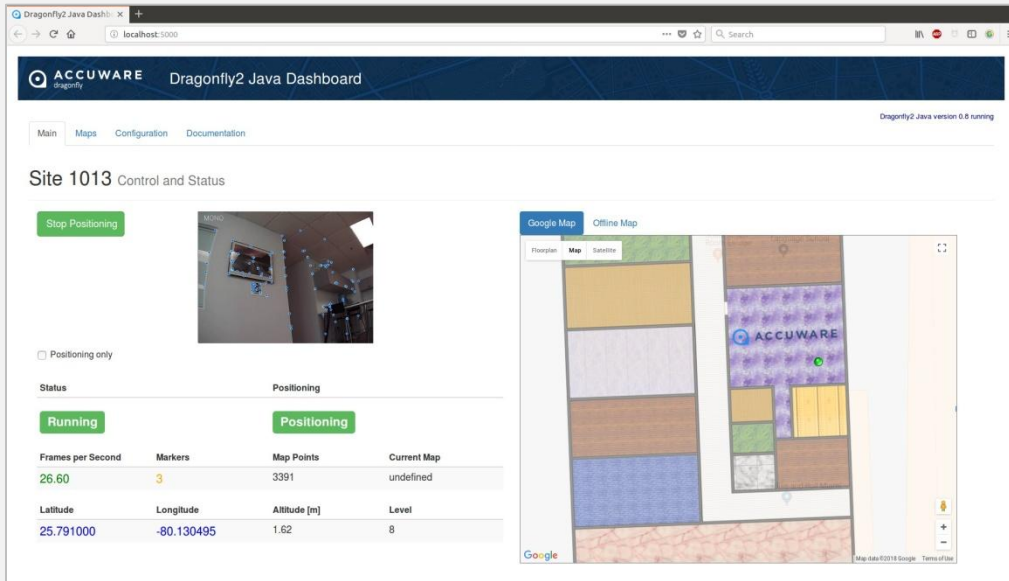 Dragonfly2 Java Dashb
localhost:5000
Search
ACCUWARE
dragonfly
Dragonfly2 Java Dashboard
Dragonfly2 Java version 0.8 running
Main Maps Configuration Documentation
Site 1013 Control and Status
Stop Positioning
MONO
Google Map Offline Map
Floorplan Map Satellite
ACCUWARE
Positioning only
Status Positioning
Running Positioning
Frames per Second Markers Map Points Current Map
26.60 3 3391 undefined
Latitude Longitude Altitude [m] Level
25.791000 -80.130495 1.62 8
Google
Map data ©2018 Google Terms of Use